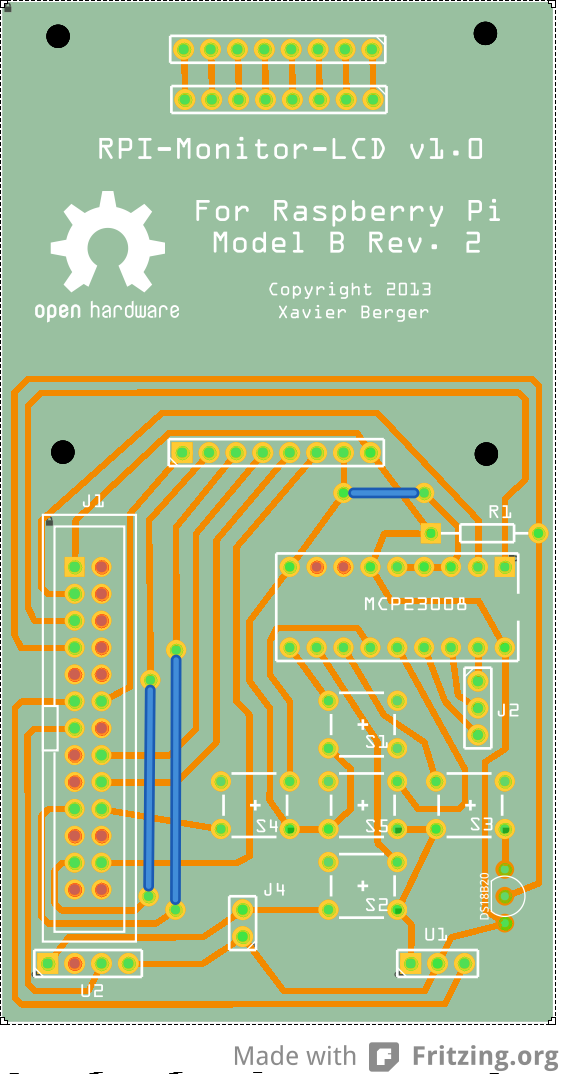 RPI-Monitor-LCD v1.0
For Raspberry Pi
Model B Rev. 2
open hardware
Copyright 2013
Xavier Berger
J1
R1
MCP23008
J2
+
S1
+
S4
+
S5
+
S3
+
S2
DS18B20
J4
U1
U2
Made with Fritzing.org